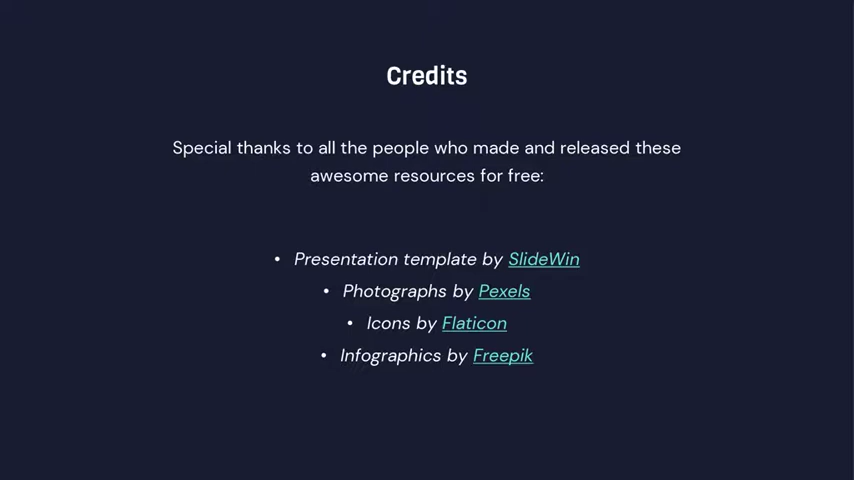 Credits
Special thanks to all the people who made and released these
awesome resources for free:
• Presentation template by SlideWin
• Photographs by Pexels
• Icons by Flaticon
• Infographics by Freepik